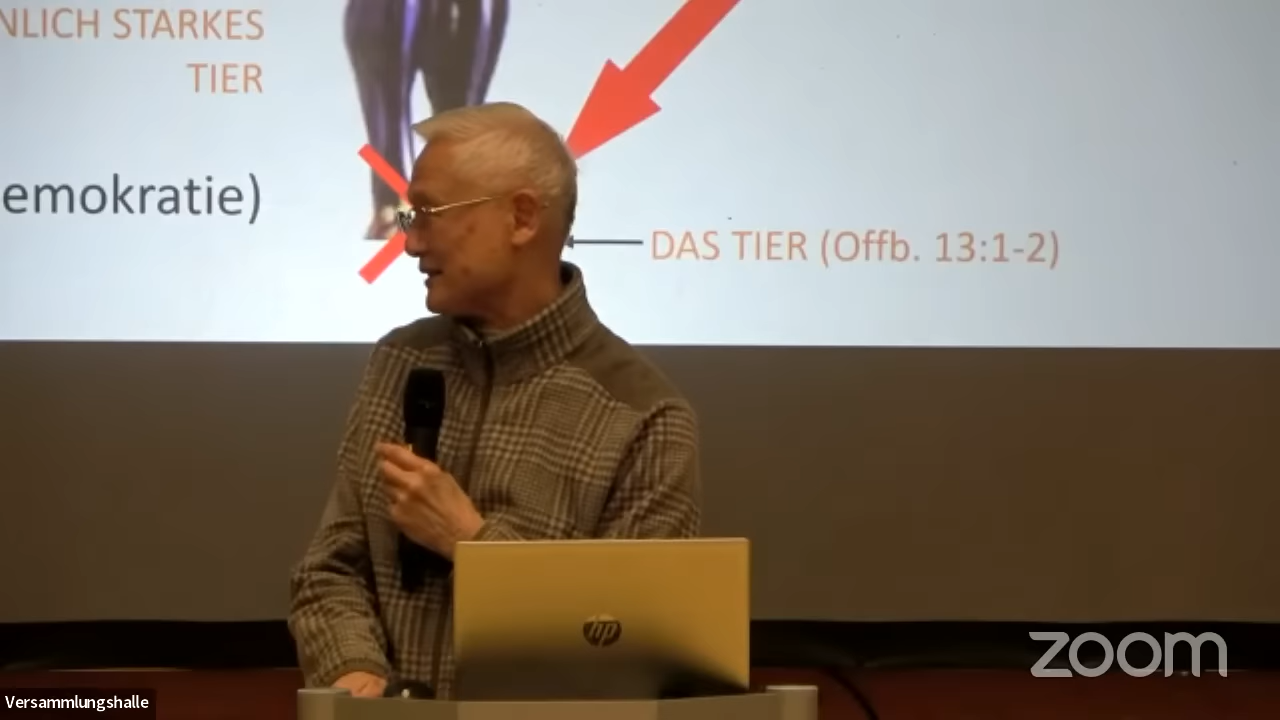 NLICH STARKES
TIER
emokratie)
DAS TIER (Offb. 13:1-2)
hp
zoom
Versammlungshalle